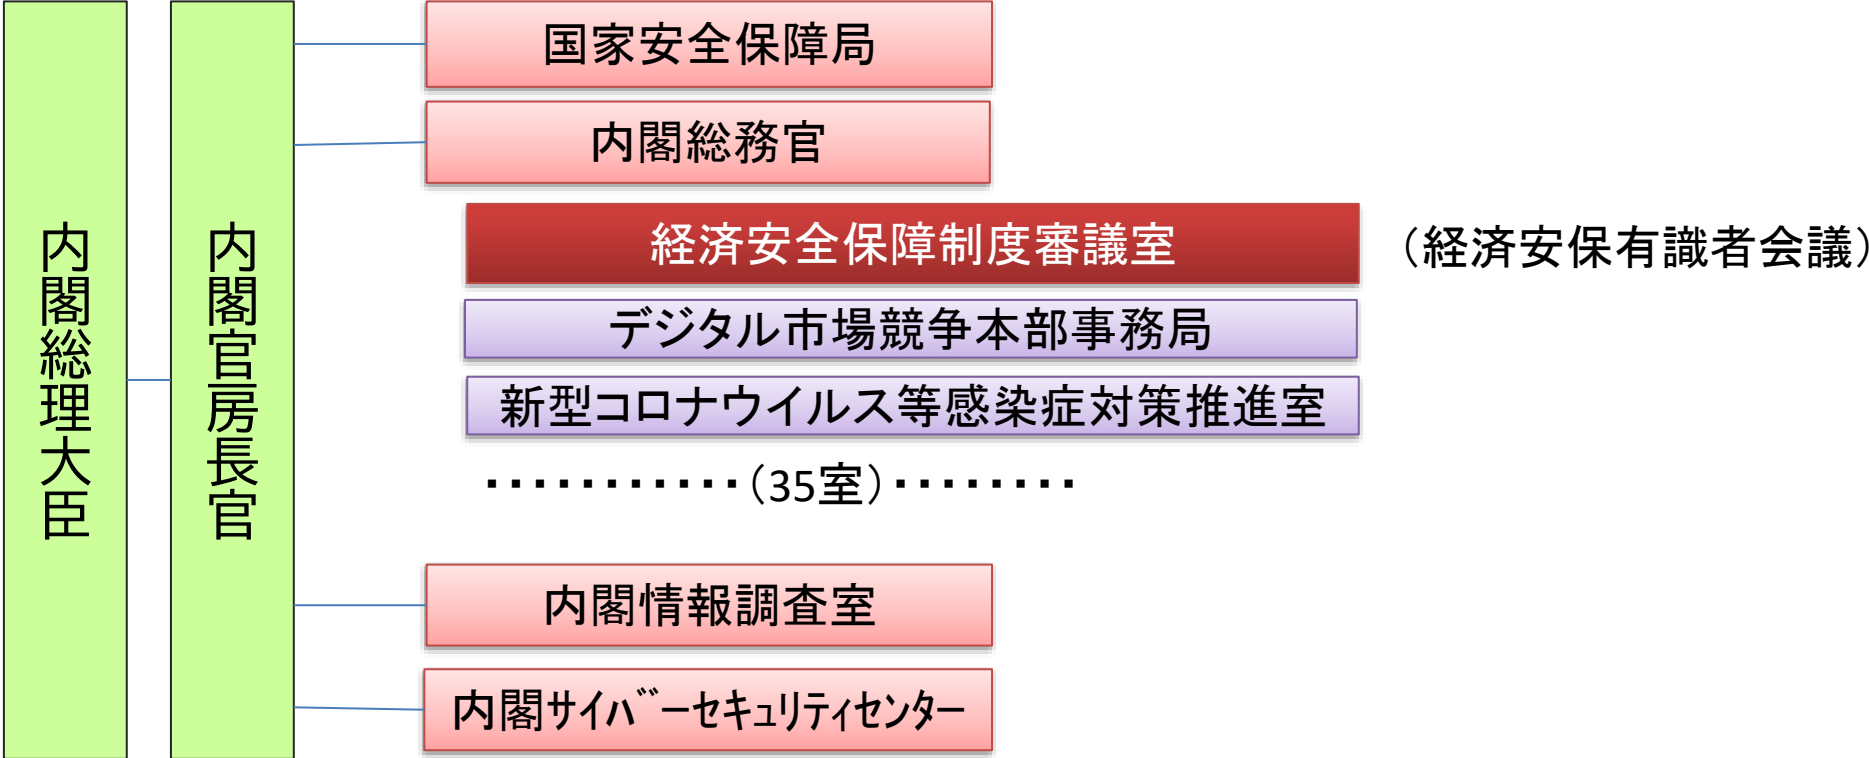 内閣総理大臣
内閣官房長官
国家安全保障局
内閣総務官
経済安全保障制度審議室
（経済安保有識者会議）
デジタル市場競争本部事務局
新型コロナウイルス等感染症対策推進室
・・・・・・・・・・・（35室）・・・・・・・・
内閣情報調査室
内閣ｻｲﾊﾞｰｾｷｭﾘﾃｨｾﾝﾀｰ